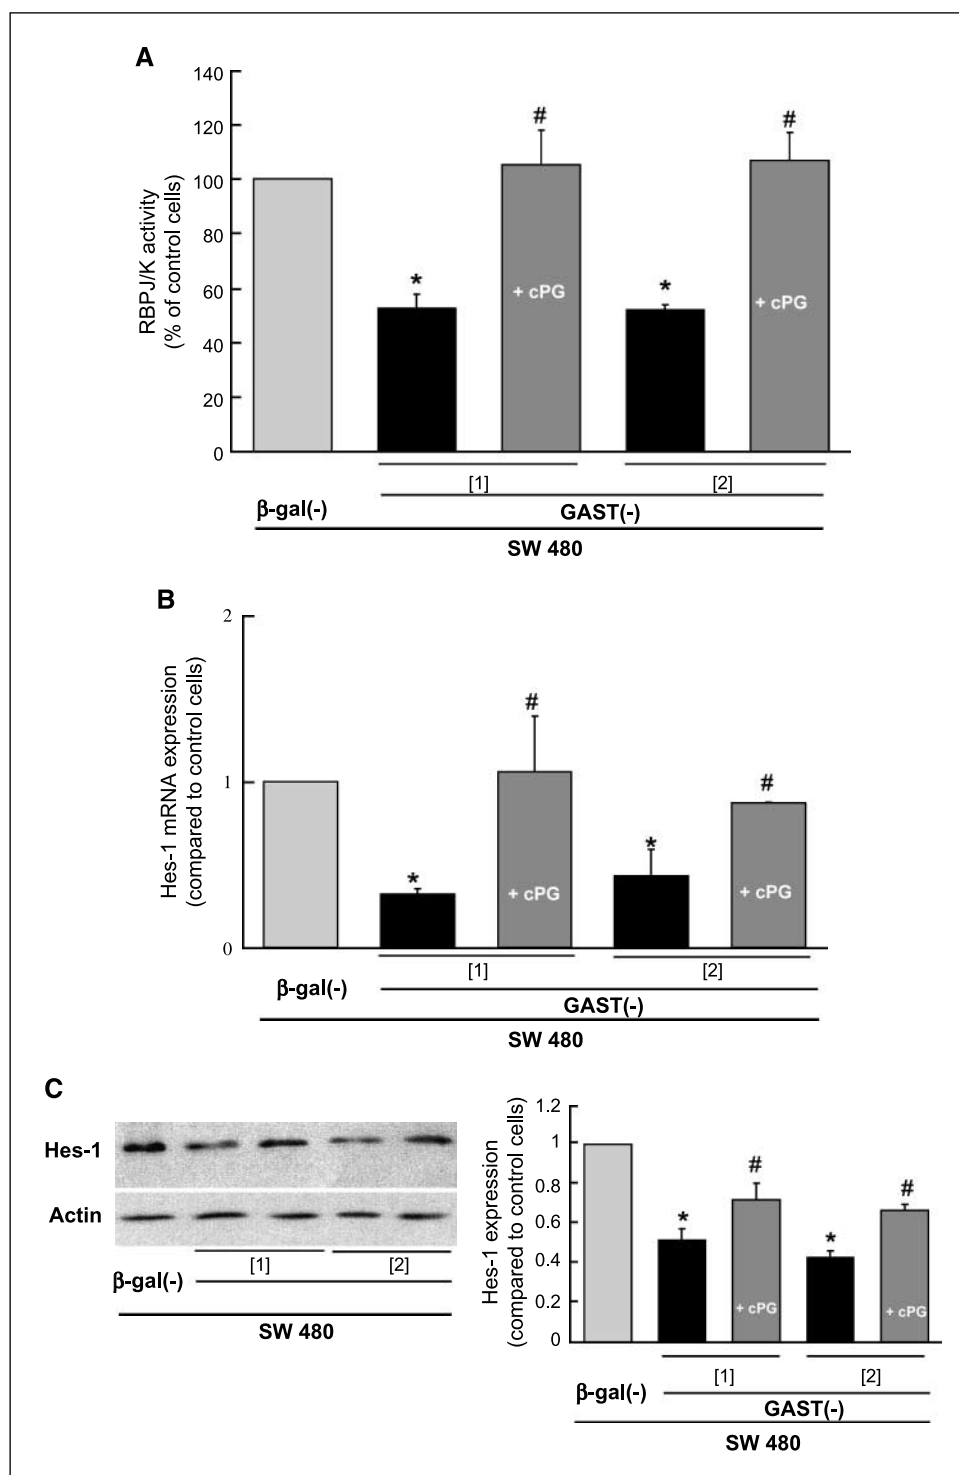 A
140
120
100
80
60
40
20
0
RBPJ/K activity
(% of control cells)
*
#
*
#
+ cPG
+ cPG
[1]
[2]
β-gal(-)
GAST(-)
SW 480
B
2
1
0
Hes-1 mRNA expression
(compared to control cells)
*
#
*
#
+ cPG
+ cPG
[1]
[2]
β-gal(-)
GAST(-)
SW 480
C
Hes-1
Actin
[1]
[2]
β-gal(-)
SW 480
1.2
1
0.8
0.6
0.4
0.2
0
Hes-1 expression
(compared to control cells)
*
#
*
#
+ cPG
+ cPG
[1]
[2]
β-gal(-)
GAST(-)
SW 480